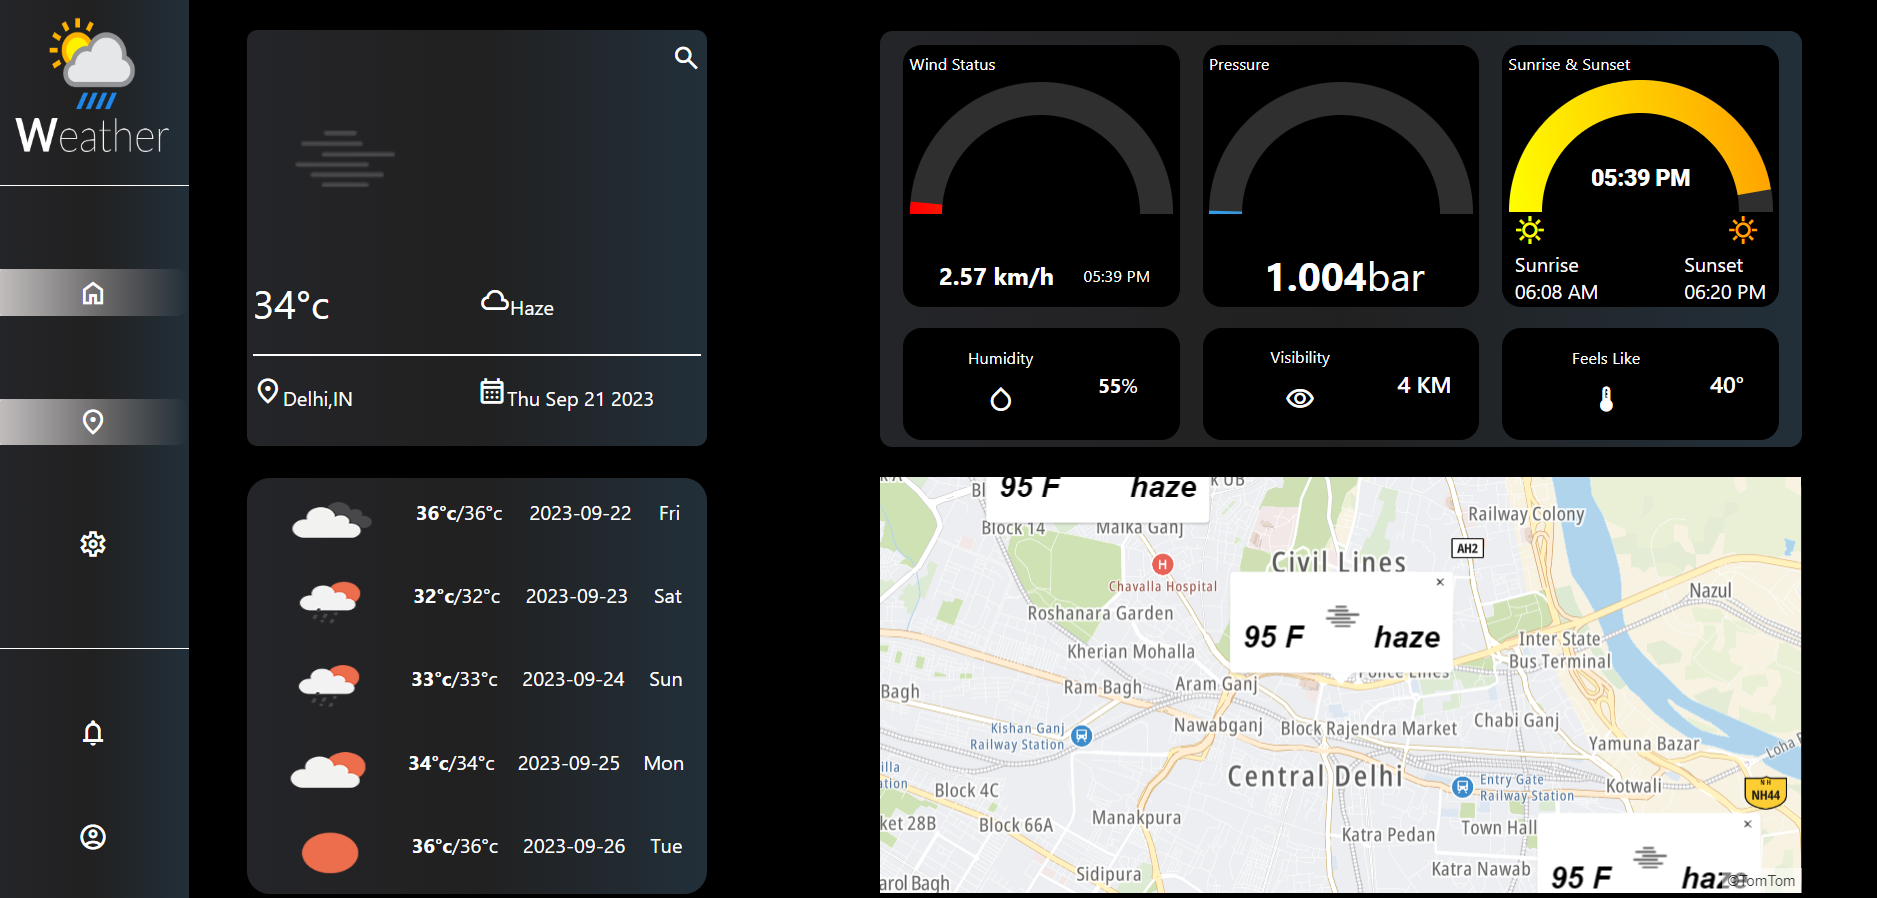 Weather
34°c
Haze
Delhi,IN
Thu Sep 21 2023
36°c/36°c 2023-09-22 Fri
32°c/32°c 2023-09-23 Sat
33°c/33°c 2023-09-24 Sun
34°c/34°c 2023-09-25 Mon
36°c/36°c 2023-09-26 Tue
Wind Status
2.57 km/h 05:39 PM
Pressure
1.004bar
Sunrise & Sunset
05:39 PM
Sunrise Sunset
06:08 AM 06:20 PM
Humidity
55%
Visibility
4 KM
Feels Like
40°
95 F haze
Block 14
Malka Ganj
Railway Colony
AH2
Civil Lines
H
Chavalla Hospital
Nazul
Roshanara Garden
×
95 F haze
Inter State
Bus Terminal
Kherian Mohalla
Police Lines
Ram Bagh
Aram Ganj
Bagh
Nawabganj
Block Rajendra Market
Chabi Ganj
Kishan Ganj
Railway Station
Yamuna Bazar
Loha
Central Delhi
Entry Gate
Railway Station
Kotwali
NH
NH44
Block 4C
Manakpura
28B
Block 66A
Katra Pedan
Town Hall
×
95 F haze
Katra Nawab
Sidipura
Bagh
©TomTom